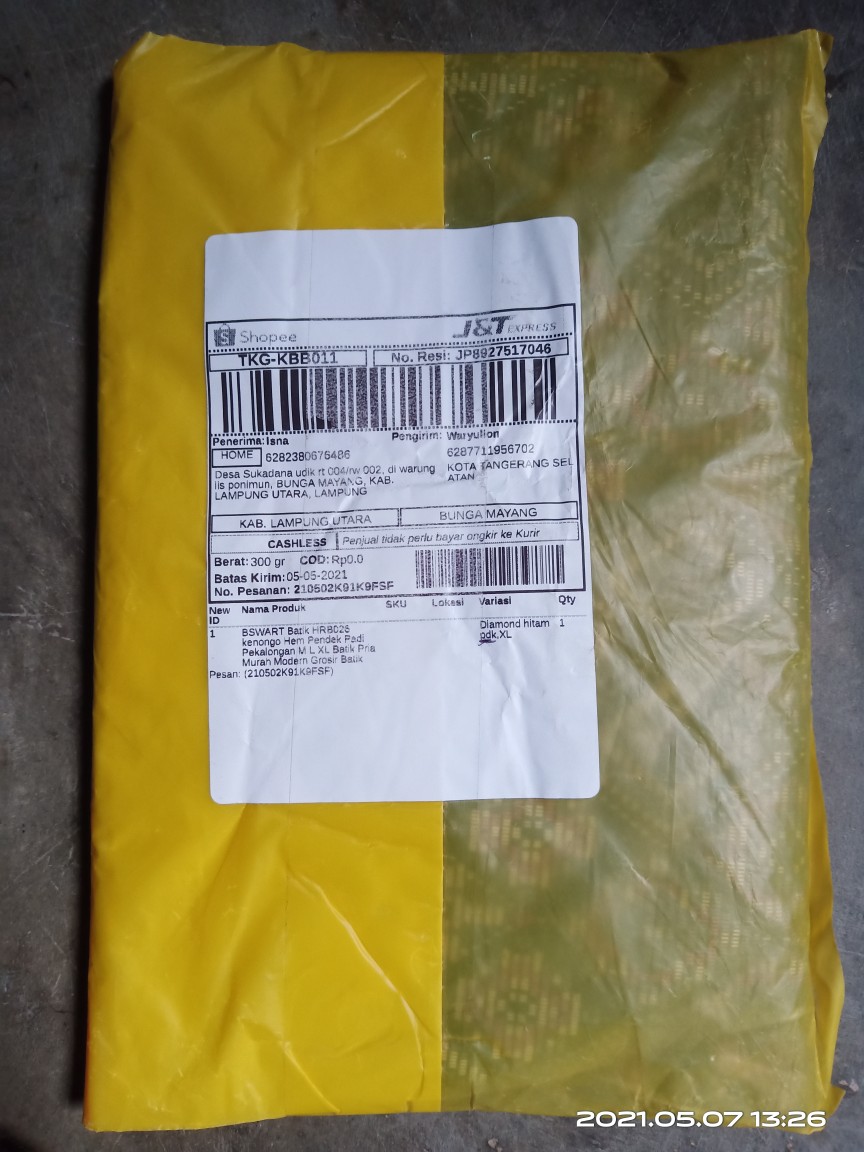 Shopee
J&T EXPRESS
TKG-KBB011
No. Resi: JP8927517046
Penerima: Isna
Pengirim: Waryulion
HOME 6282380675486
6287711956702
Desa Sukadana udik rt 004/rw 002, di warung
iis ponimun, BUNGA MAYANG, KAB.
LAMPUNG UTARA, LAMPUNG
KOTA TANGERANG SEL
ATAN
KAB. LAMPUNG UTARA
BUNGA MAYANG
CASHLESS Penjual tidak perlu bayar ongkir ke Kurir
Berat: 300 gr COD: Rp0.0
Batas Kirim: 05-05-2021
No. Pesanan: 210502K91K9FSF
New ID Nama Produk SKU Lokasi Variasi Qty
1 BSWART Batik HRB026 Diamond hitam 1
kenongo Hem Pendek Padi pdk,XL
Pekalongan M L XL Batik Pria
Murah Modern Grosir Batik
Pesan: (210502K91K9FSF)
2021.05.07 13:26